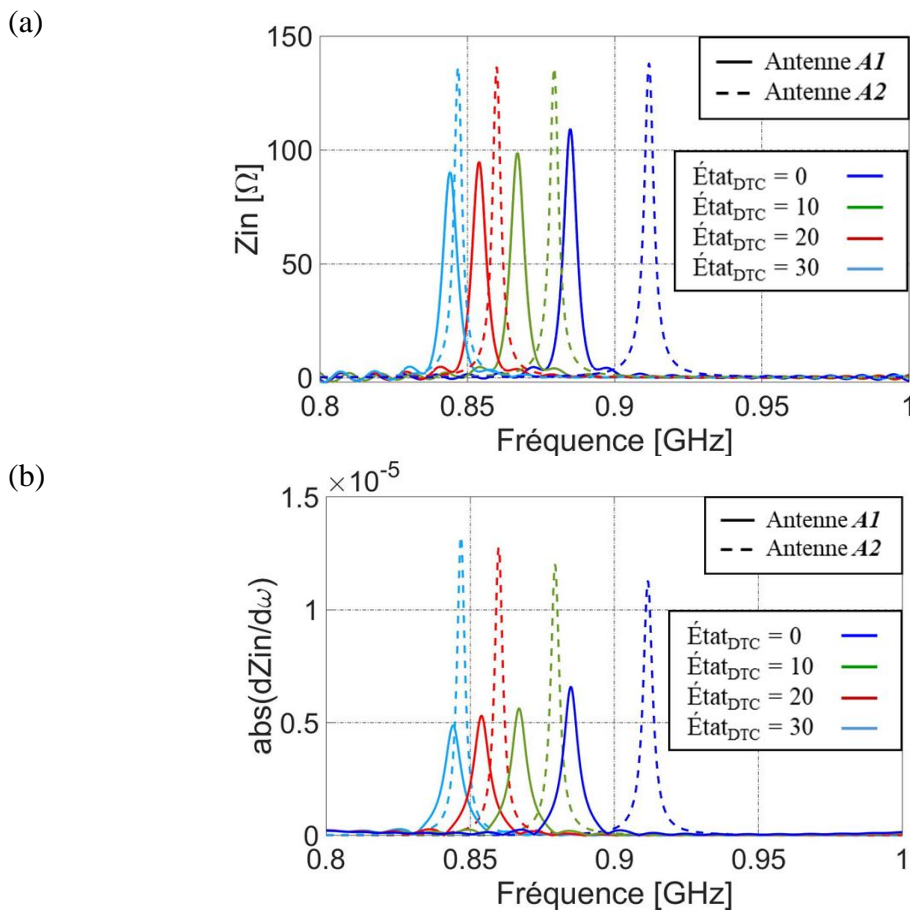 (a)
150
100
50
0
Zin [Ω]
Antenne A1
Antenne A2
État_DTC = 0
État_DTC = 10
État_DTC = 20
État_DTC = 30
0.8 0.85 0.9 0.95 1
Fréquence [GHz]
(b)
×10^-5
1.5
1
0.5
0
abs(dZin/dω)
Antenne A1
Antenne A2
État_DTC = 0
État_DTC = 10
État_DTC = 20
État_DTC = 30
0.8 0.85 0.9 0.95 1
Fréquence [GHz]